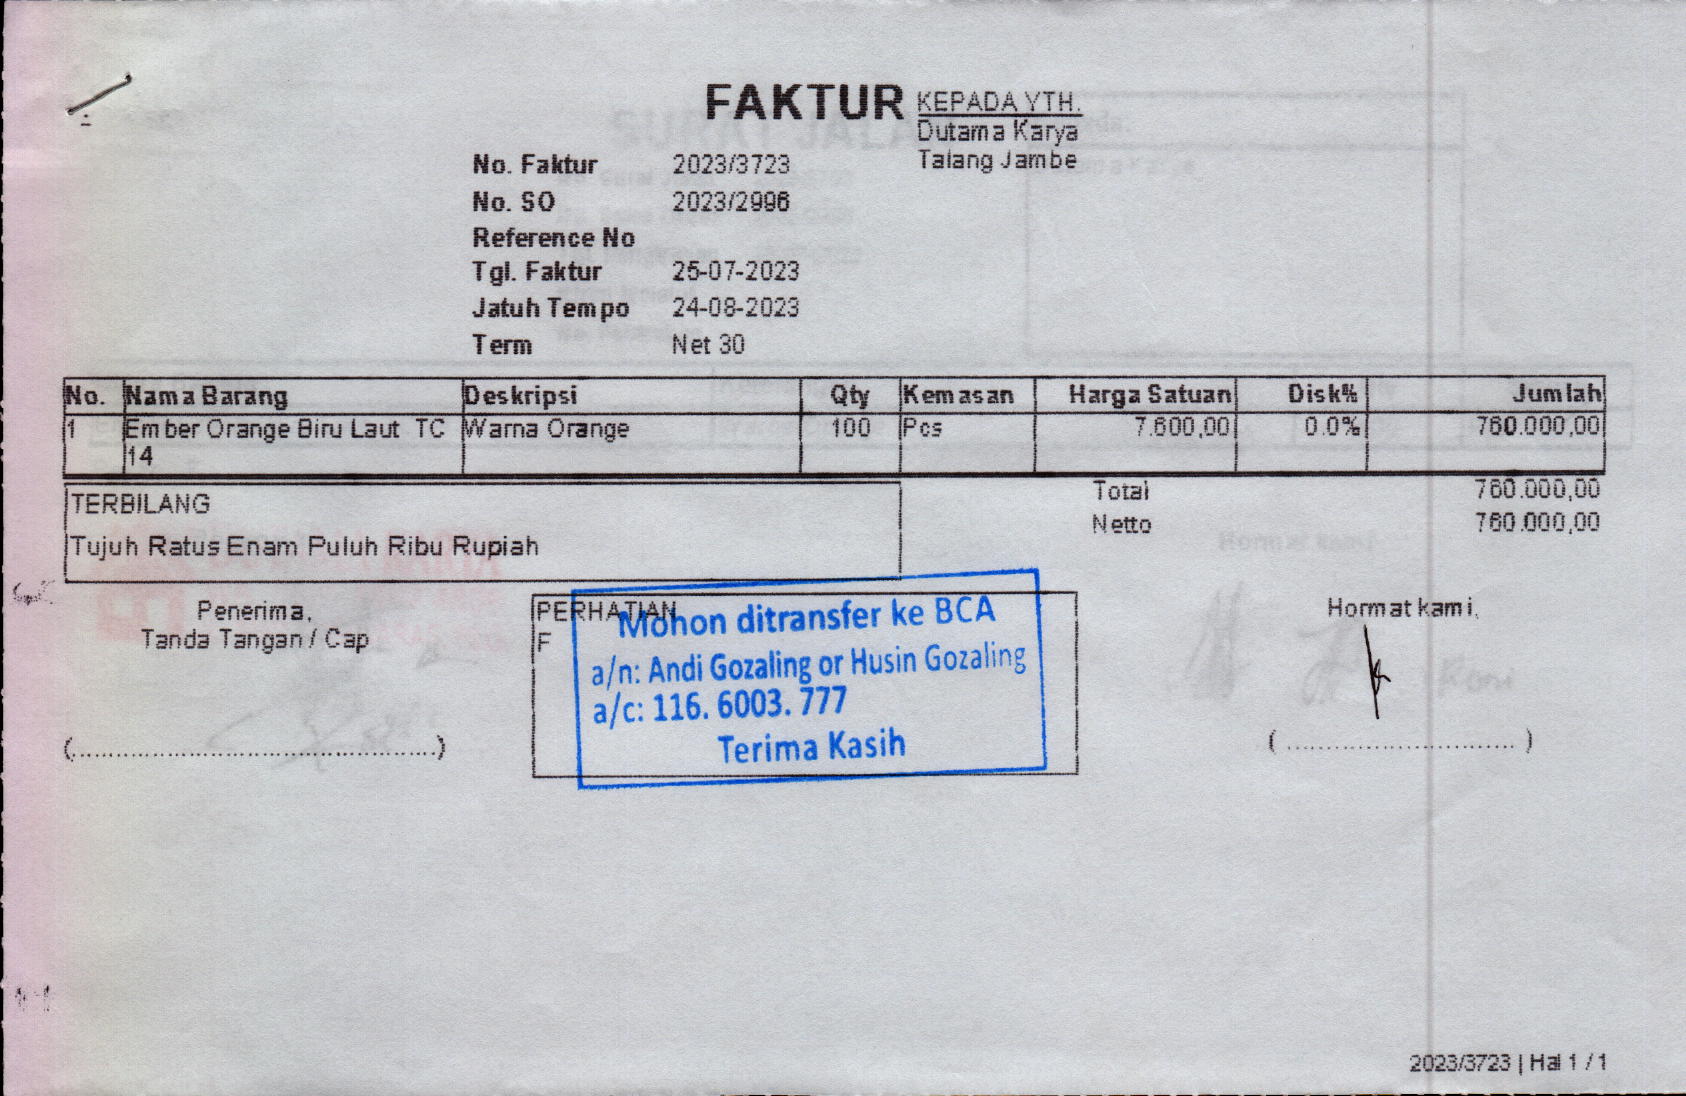 FAKTUR
KEPADA YTH.
Dutama Karya
Talang Jambe
No. Faktur 2023/3723
No. SO 2023/2996
Reference No
Tgl. Faktur 25-07-2023
Jatuh Tempo 24-08-2023
Term Net 30
No. Nama Barang Deskripsi Qty Kemasan Harga Satuan Disk% Jumlah
1 Ember Orange Biru Laut TC Warna Orange 100 Pcs 7.600,00 0.0% 760.000,00
14
Total 760.000,00
Netto 760.000,00
TERBILANG
Tujuh Ratus Enam Puluh Ribu Rupiah
Penerima,
Tanda Tangan / Cap
(........................................)
PERHATIAN
F
Mohon ditransfer ke BCA
a/n: Andi Gozaling or Husin Gozaling
a/c: 116. 6003. 777
Terima Kasih
Hormat kami,
( ......................... )
2023/3723 | Hal 1 / 1